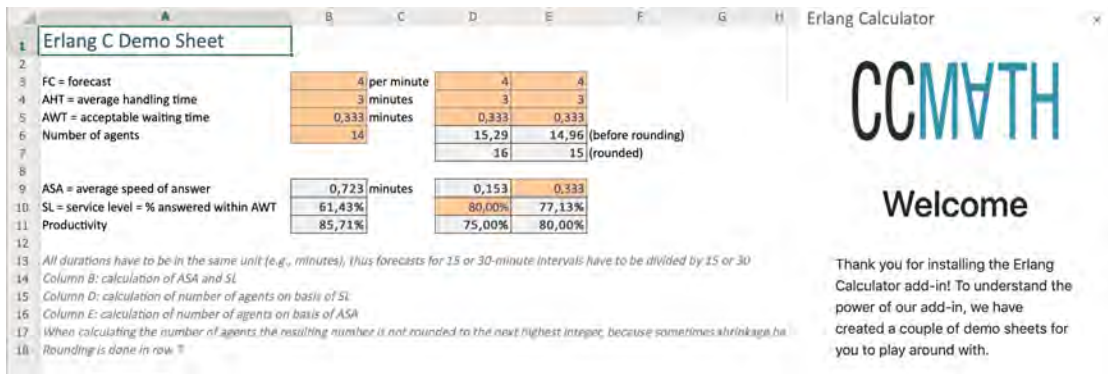 A B C D E F G H
1 Erlang C Demo Sheet
2
3 FC = forecast 4 per minute 4 4
4 AHT = average handling time 3 minutes 3 3
5 AWT = acceptable waiting time 0,333 minutes 0,333 0,333
6 Number of agents 14 15,29 14,96 (before rounding)
7 16 15 (rounded)
8
9 ASA = average speed of answer 0,723 minutes 0,153 0,333
10 SL = service level = % answered within AWT 61,43% 80,00% 77,13%
11 Productivity 85,71% 75,00% 80,00%
12
13 All durations have to be in the same unit (e.g., minutes), thus forecasts for 15 or 30-minute intervals have to be divided by 15 or 30
14 Column B: calculation of ASA and SL
15 Column D: calculation of number of agents on basis of SL
16 Column E: calculation of number of agents on basis of ASA
17 When calculating the number of agents the resulting number is not rounded to the next highest integer, because sometimes shrinkage ha
18 Rounding is done in row 7
Erlang Calculator ×
CCMATH
Welcome
Thank you for installing the Erlang
Calculator add-in! To understand the
power of our add-in, we have
created a couple of demo sheets for
you to play around with.